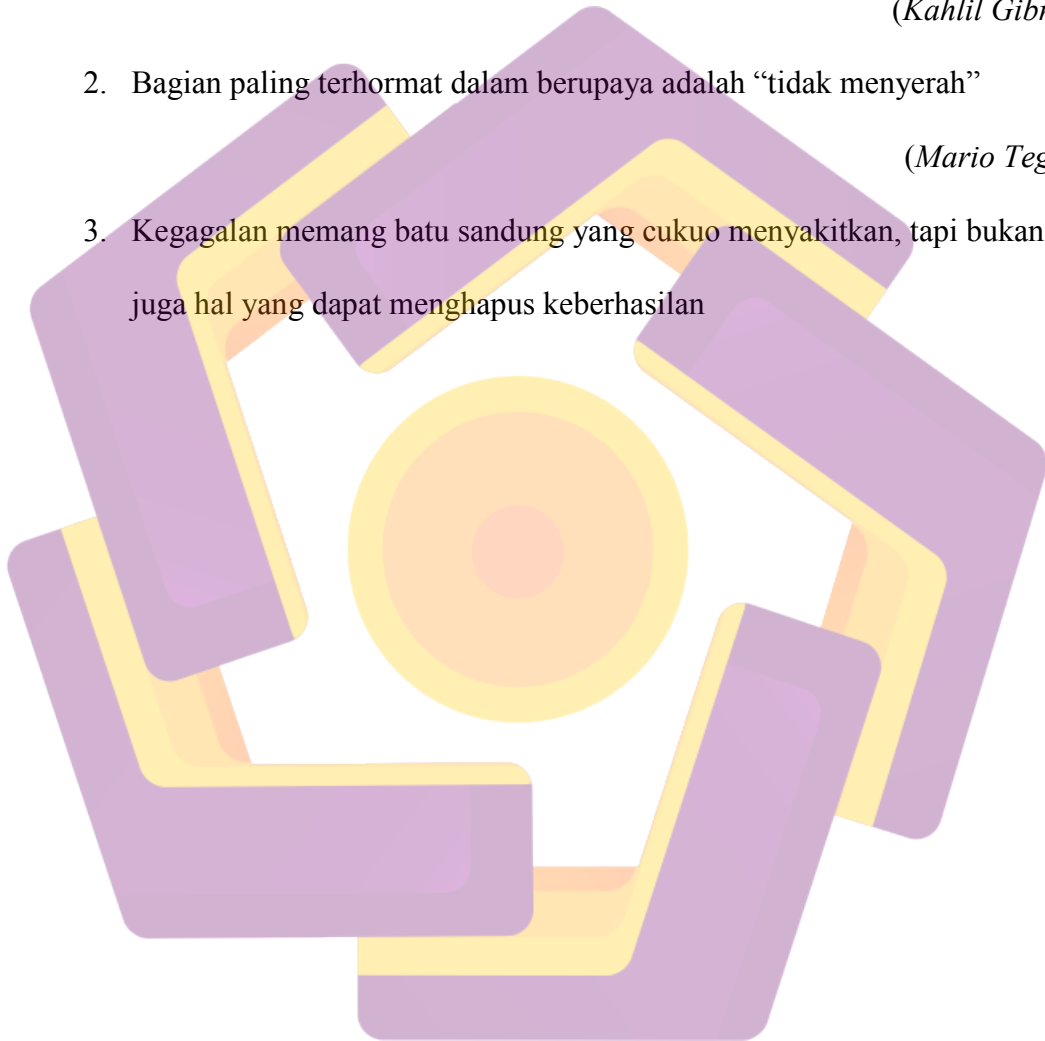 (Kahlil Gibr
2. Bagian paling terhormat dalam berupaya adalah “tidak menyerah”
(Mario Teg
3. Kegagalan memang batu sandung yang cukuo menyakitkan, tapi bukan
juga hal yang dapat menghapus keberhasilan